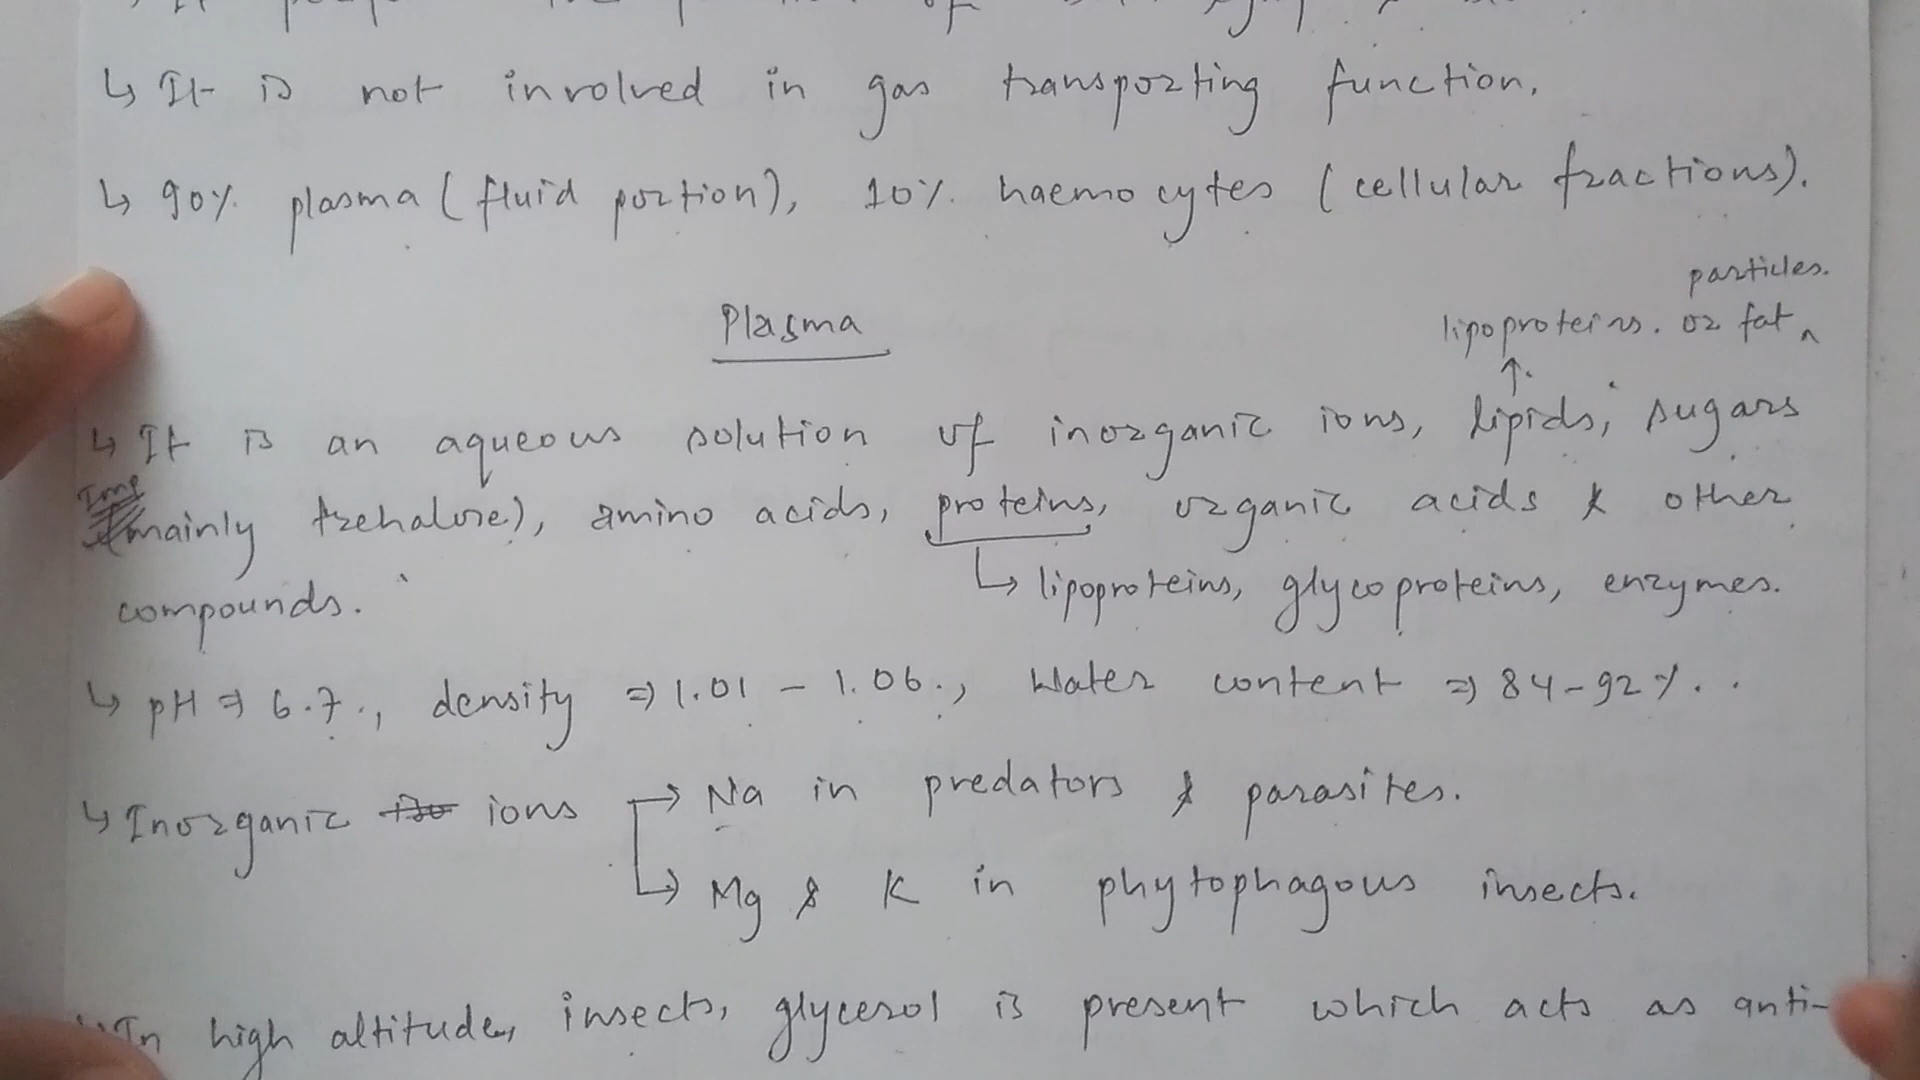 ↳ It is not involved in gas transporting function.
↳ 90% plasma (fluid portion), 10% haemocytes (cellular fractions).
particles.
Plasma
lipoproteins. or fat ^
↑
↳ It is an aqueous solution of inorganic ions, lipids, sugars
Imp
(mainly trehalose), amino acids, proteins, organic acids & other
↳ lipoproteins, glycoproteins, enzymes.
compounds.
↳ pH ⇒ 6.7., density ⇒ 1.01 - 1.06., Water content ⇒ 84-92%..
→ Na in predators & parasites.
↳ Inorganic ions
→ Mg & K in phytophagous insects.
↳ In high altitude, insects, glycerol is present which acts as anti-